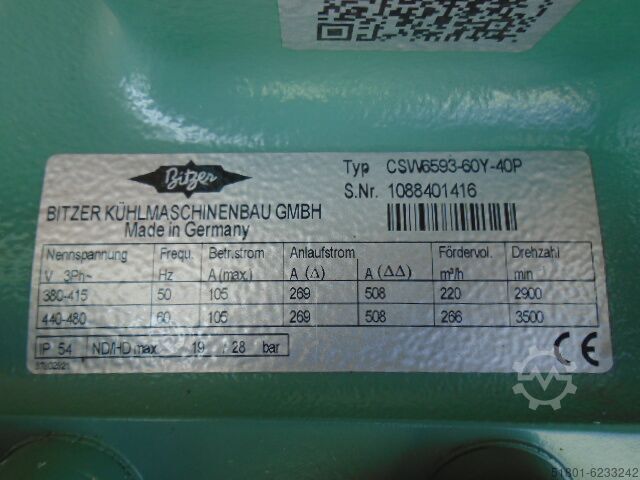 Bitzer
Typ CSW6593-60Y-40P
S.Nr. 1088401416
BITZER KÜHLMASCHINENBAU GMBH
Made in Germany
Nennspannung Frequ. Betr.strom Anlaufstrom Fördervol. Drehzahl
V 3Ph~ Hz A (max.) A (Δ) A (ΔΔ) m³/h min
380-415 50 105 269 508 220 2900
440-480 60 105 269 508 266 3500
IP 54 ND/HD max. 19 / 28 bar
CE
51801-6233242